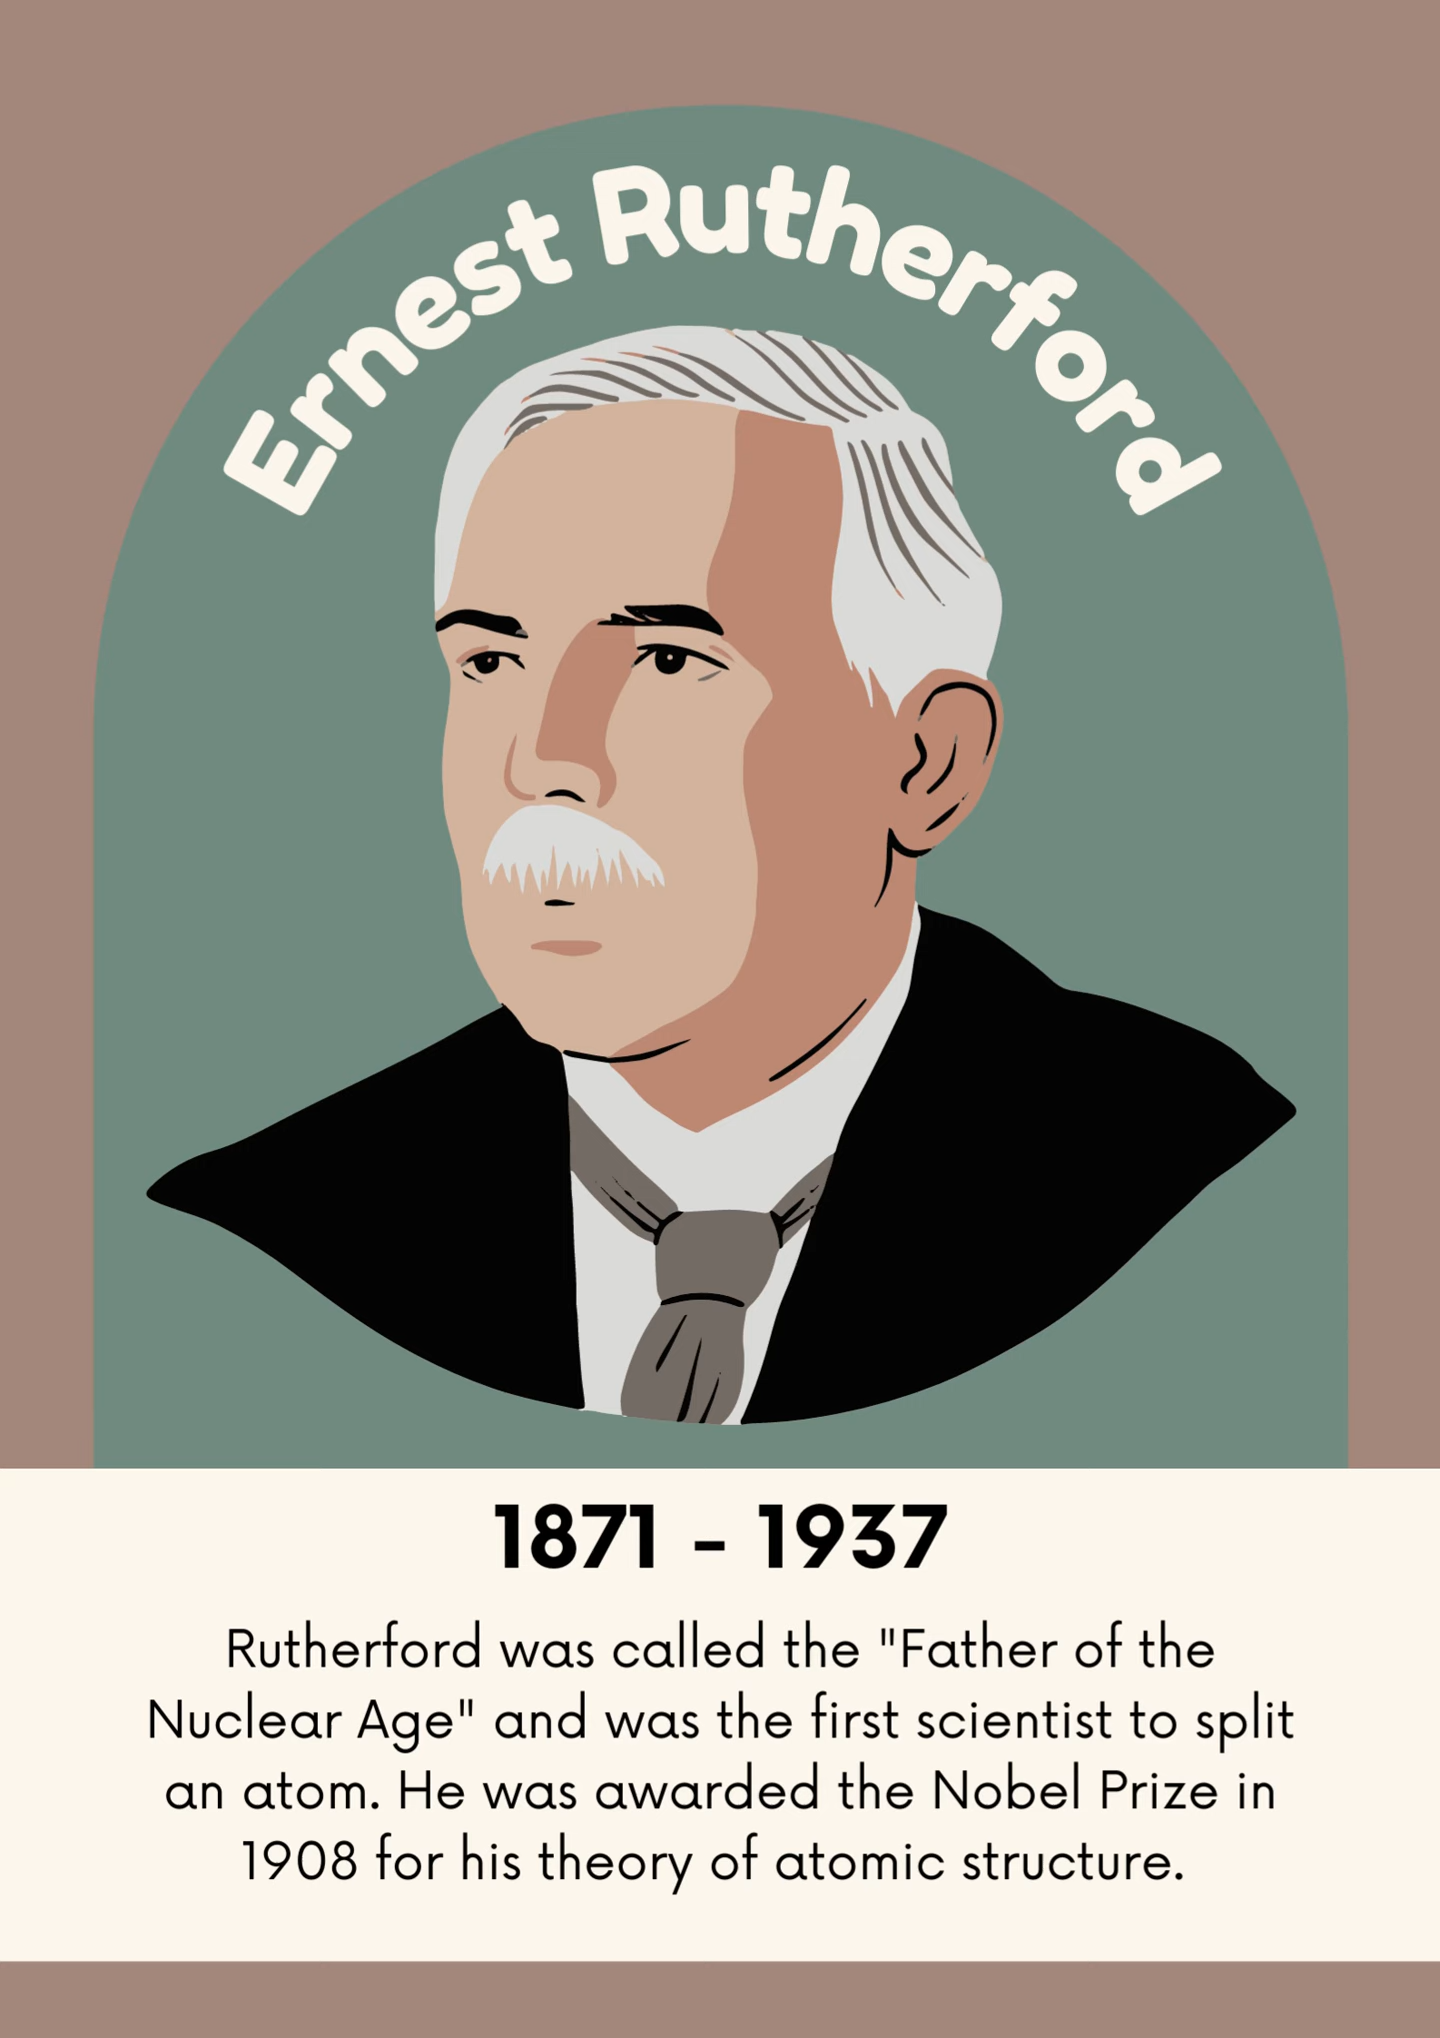 Ernest Rutherford
1871 - 1937
Rutherford was called the "Father of the
Nuclear Age" and was the first scientist to split
an atom. He was awarded the Nobel Prize in
1908 for his theory of atomic structure.